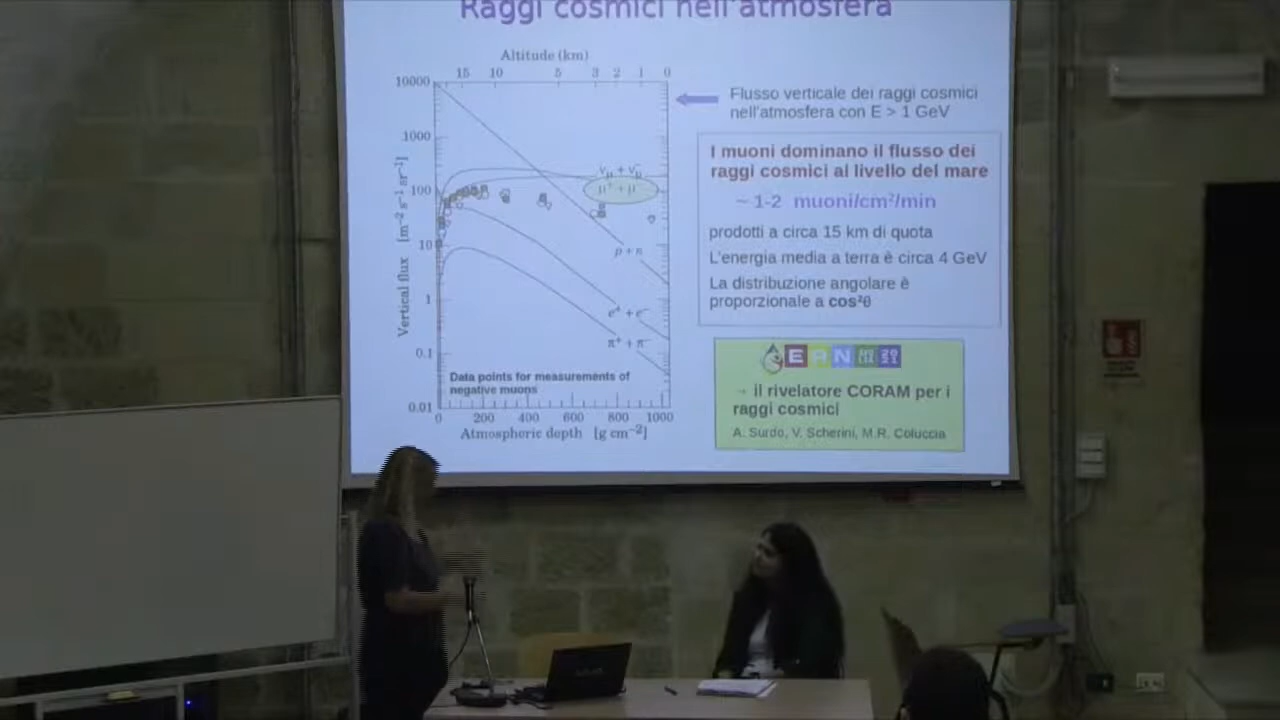 Raggi cosmici nell'atmosfera
Altitude (km)
15 10 5 3 2 1 0
10000
1000
100
10
1
0.1
0.01
Vertical flux [m⁻² s⁻¹ sr⁻¹]
νμ + ν̄μ
μ⁺ + μ⁻
p + n
e⁺ + e⁻
π⁺ + π⁻
Data points for measurements of
negative muons
0 200 400 600 800 1000
Atmospheric depth [g cm⁻²]
Flusso verticale dei raggi cosmici
nell'atmosfera con E > 1 GeV
I muoni dominano il flusso dei
raggi cosmici al livello del mare
~ 1-2 muoni/cm²/min
prodotti a circa 15 km di quota
L'energia media a terra è circa 4 GeV
La distribuzione angolare è
proporzionale a cos²θ
→ il rivelatore CORAM per i
raggi cosmici
A. Surdo, V. Scherini, M.R. Coluccia